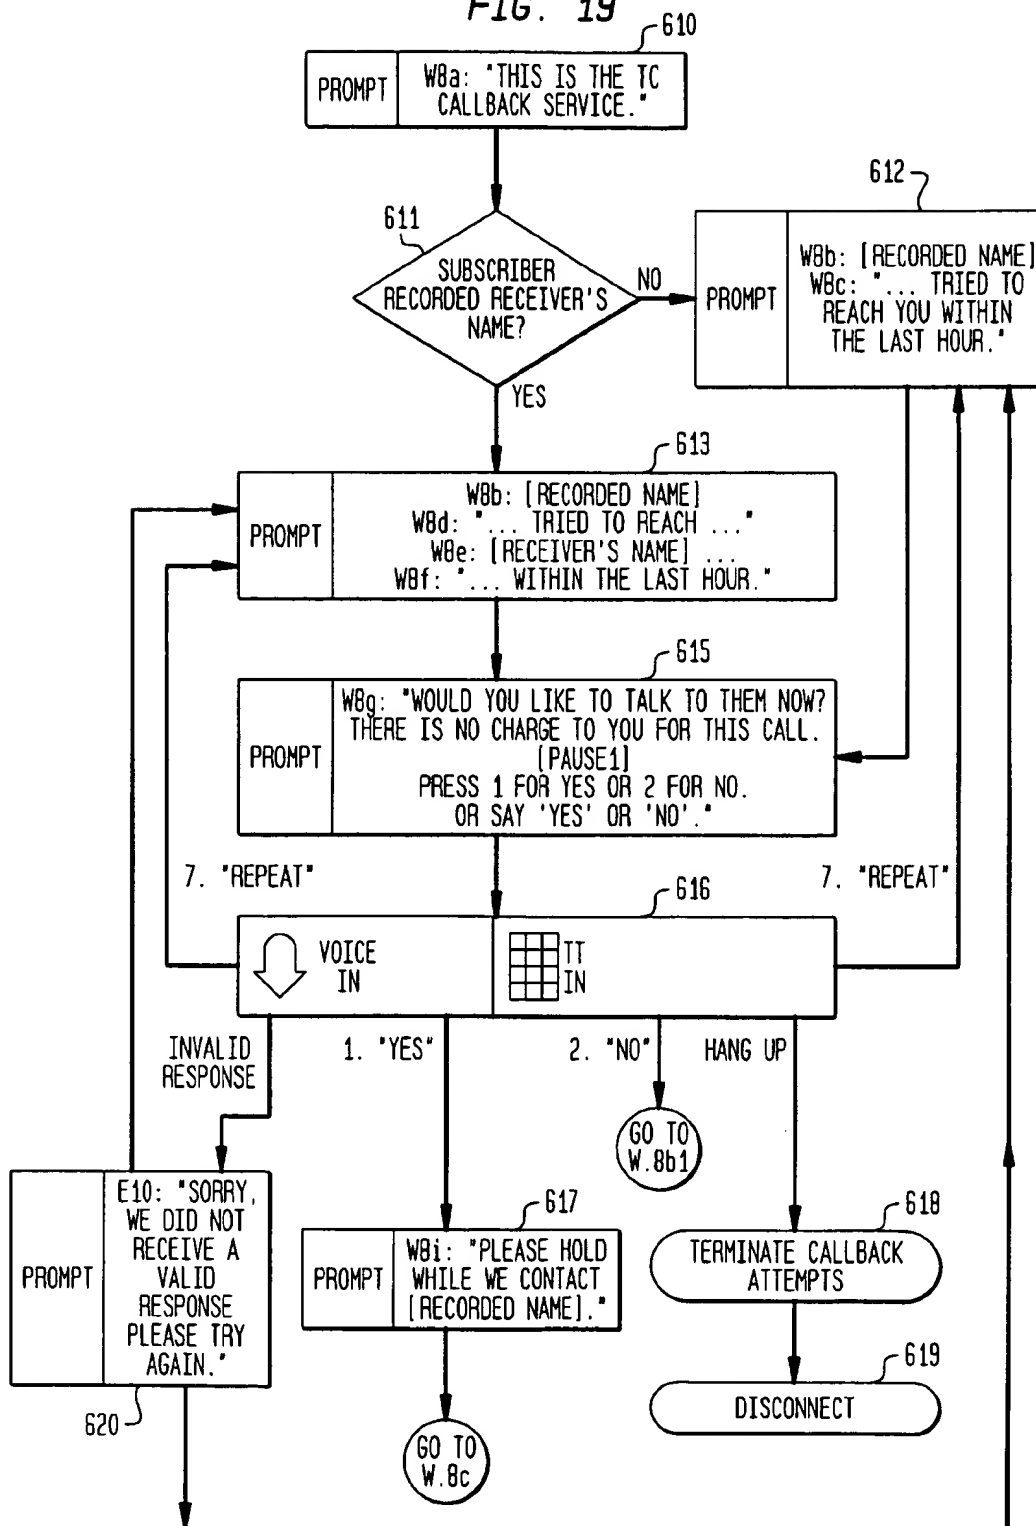 FIG. 19
610
PROMPT
W8a: "THIS IS THE TC
CALLBACK SERVICE."
611
SUBSCRIBER
RECORDED RECEIVER'S
NAME?
NO
YES
612
PROMPT
W8b: [RECORDED NAME]
W8c: "... TRIED TO
REACH YOU WITHIN
THE LAST HOUR."
613
PROMPT
W8b: [RECORDED NAME]
W8d: "... TRIED TO REACH ..."
W8e: [RECEIVER'S NAME] ...
W8f: "... WITHIN THE LAST HOUR."
615
PROMPT
W8g: "WOULD YOU LIKE TO TALK TO THEM NOW?
THERE IS NO CHARGE TO YOU FOR THIS CALL.
[PAUSE1]
PRESS 1 FOR YES OR 2 FOR NO.
OR SAY 'YES' OR 'NO'."
7. "REPEAT"
7. "REPEAT"
616
VOICE
IN
TT
IN
INVALID
RESPONSE
1. "YES"
2. "NO"
HANG UP
GO TO
W.8b1
PROMPT
E10: "SORRY,
WE DID NOT
RECEIVE A
VALID
RESPONSE
PLEASE TRY
AGAIN."
620
617
PROMPT
W8i: "PLEASE HOLD
WHILE WE CONTACT
[RECORDED NAME]."
618
TERMINATE CALLBACK
ATTEMPTS
619
DISCONNECT
GO TO
W.8c